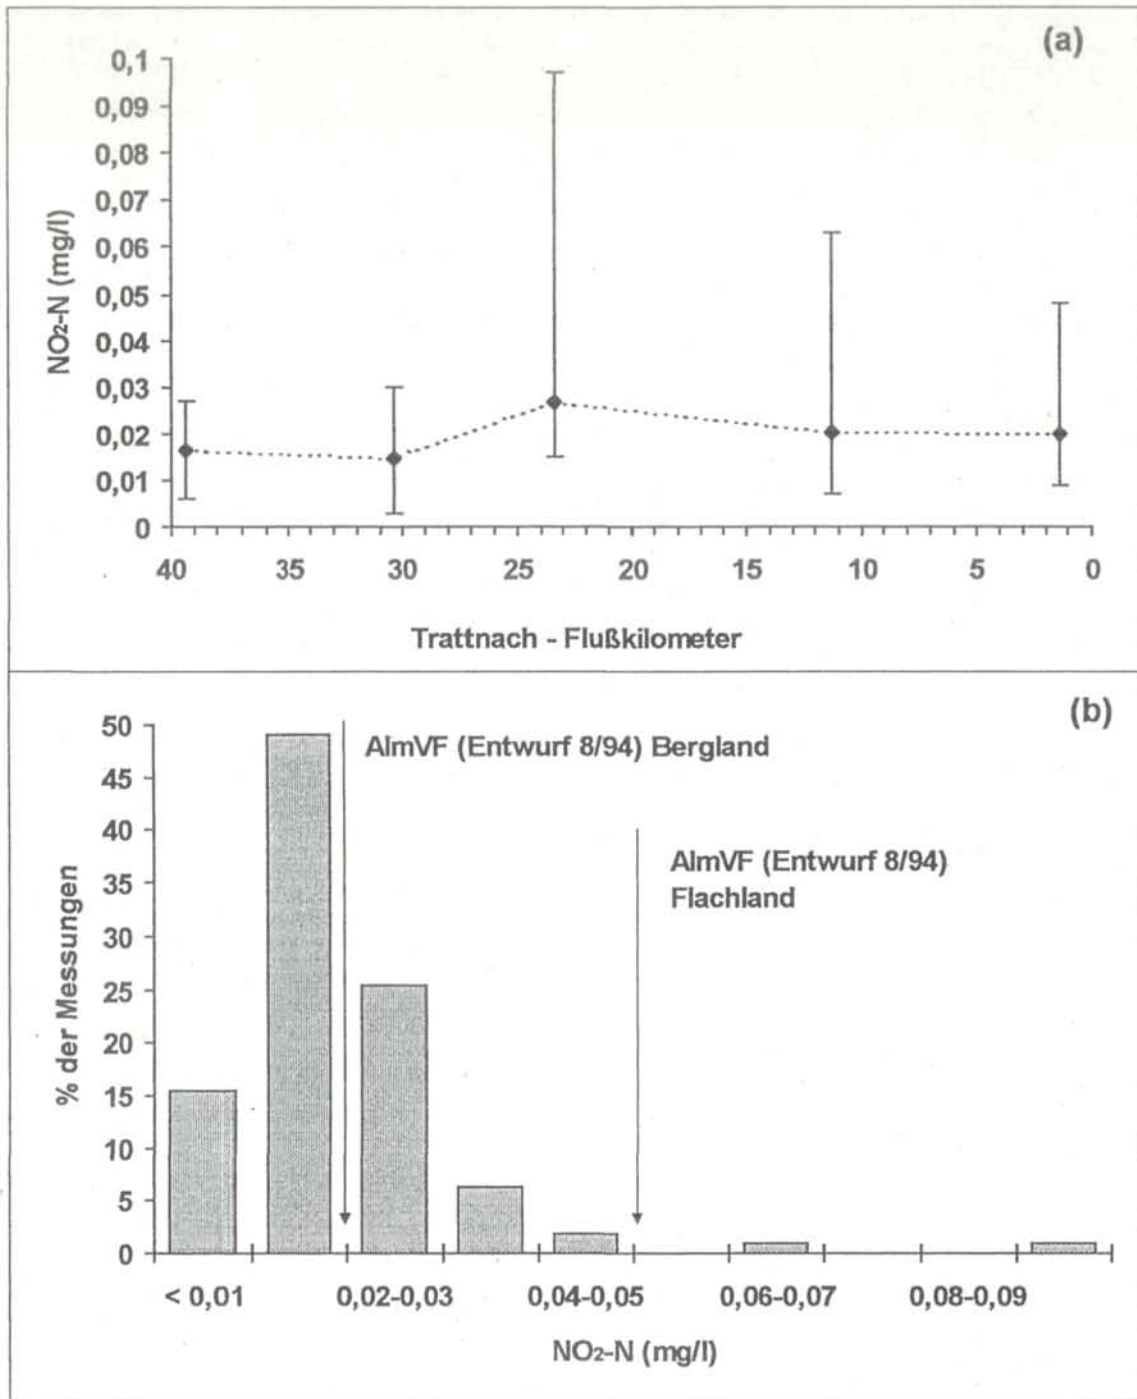 (a)
0,1
0,09
0,08
0,07
0,06
0,05
0,04
0,03
0,02
0,01
0
NO2-N (mg/l)
40 35 30 25 20 15 10 5 0
Trattnach - Flußkilometer
(b)
50
45
40
35
30
25
20
15
10
5
0
% der Messungen
AlmVF (Entwurf 8/94) Bergland
AlmVF (Entwurf 8/94)
Flachland
< 0,01 0,02-0,03 0,04-0,05 0,06-0,07 0,08-0,09
NO2-N (mg/l)